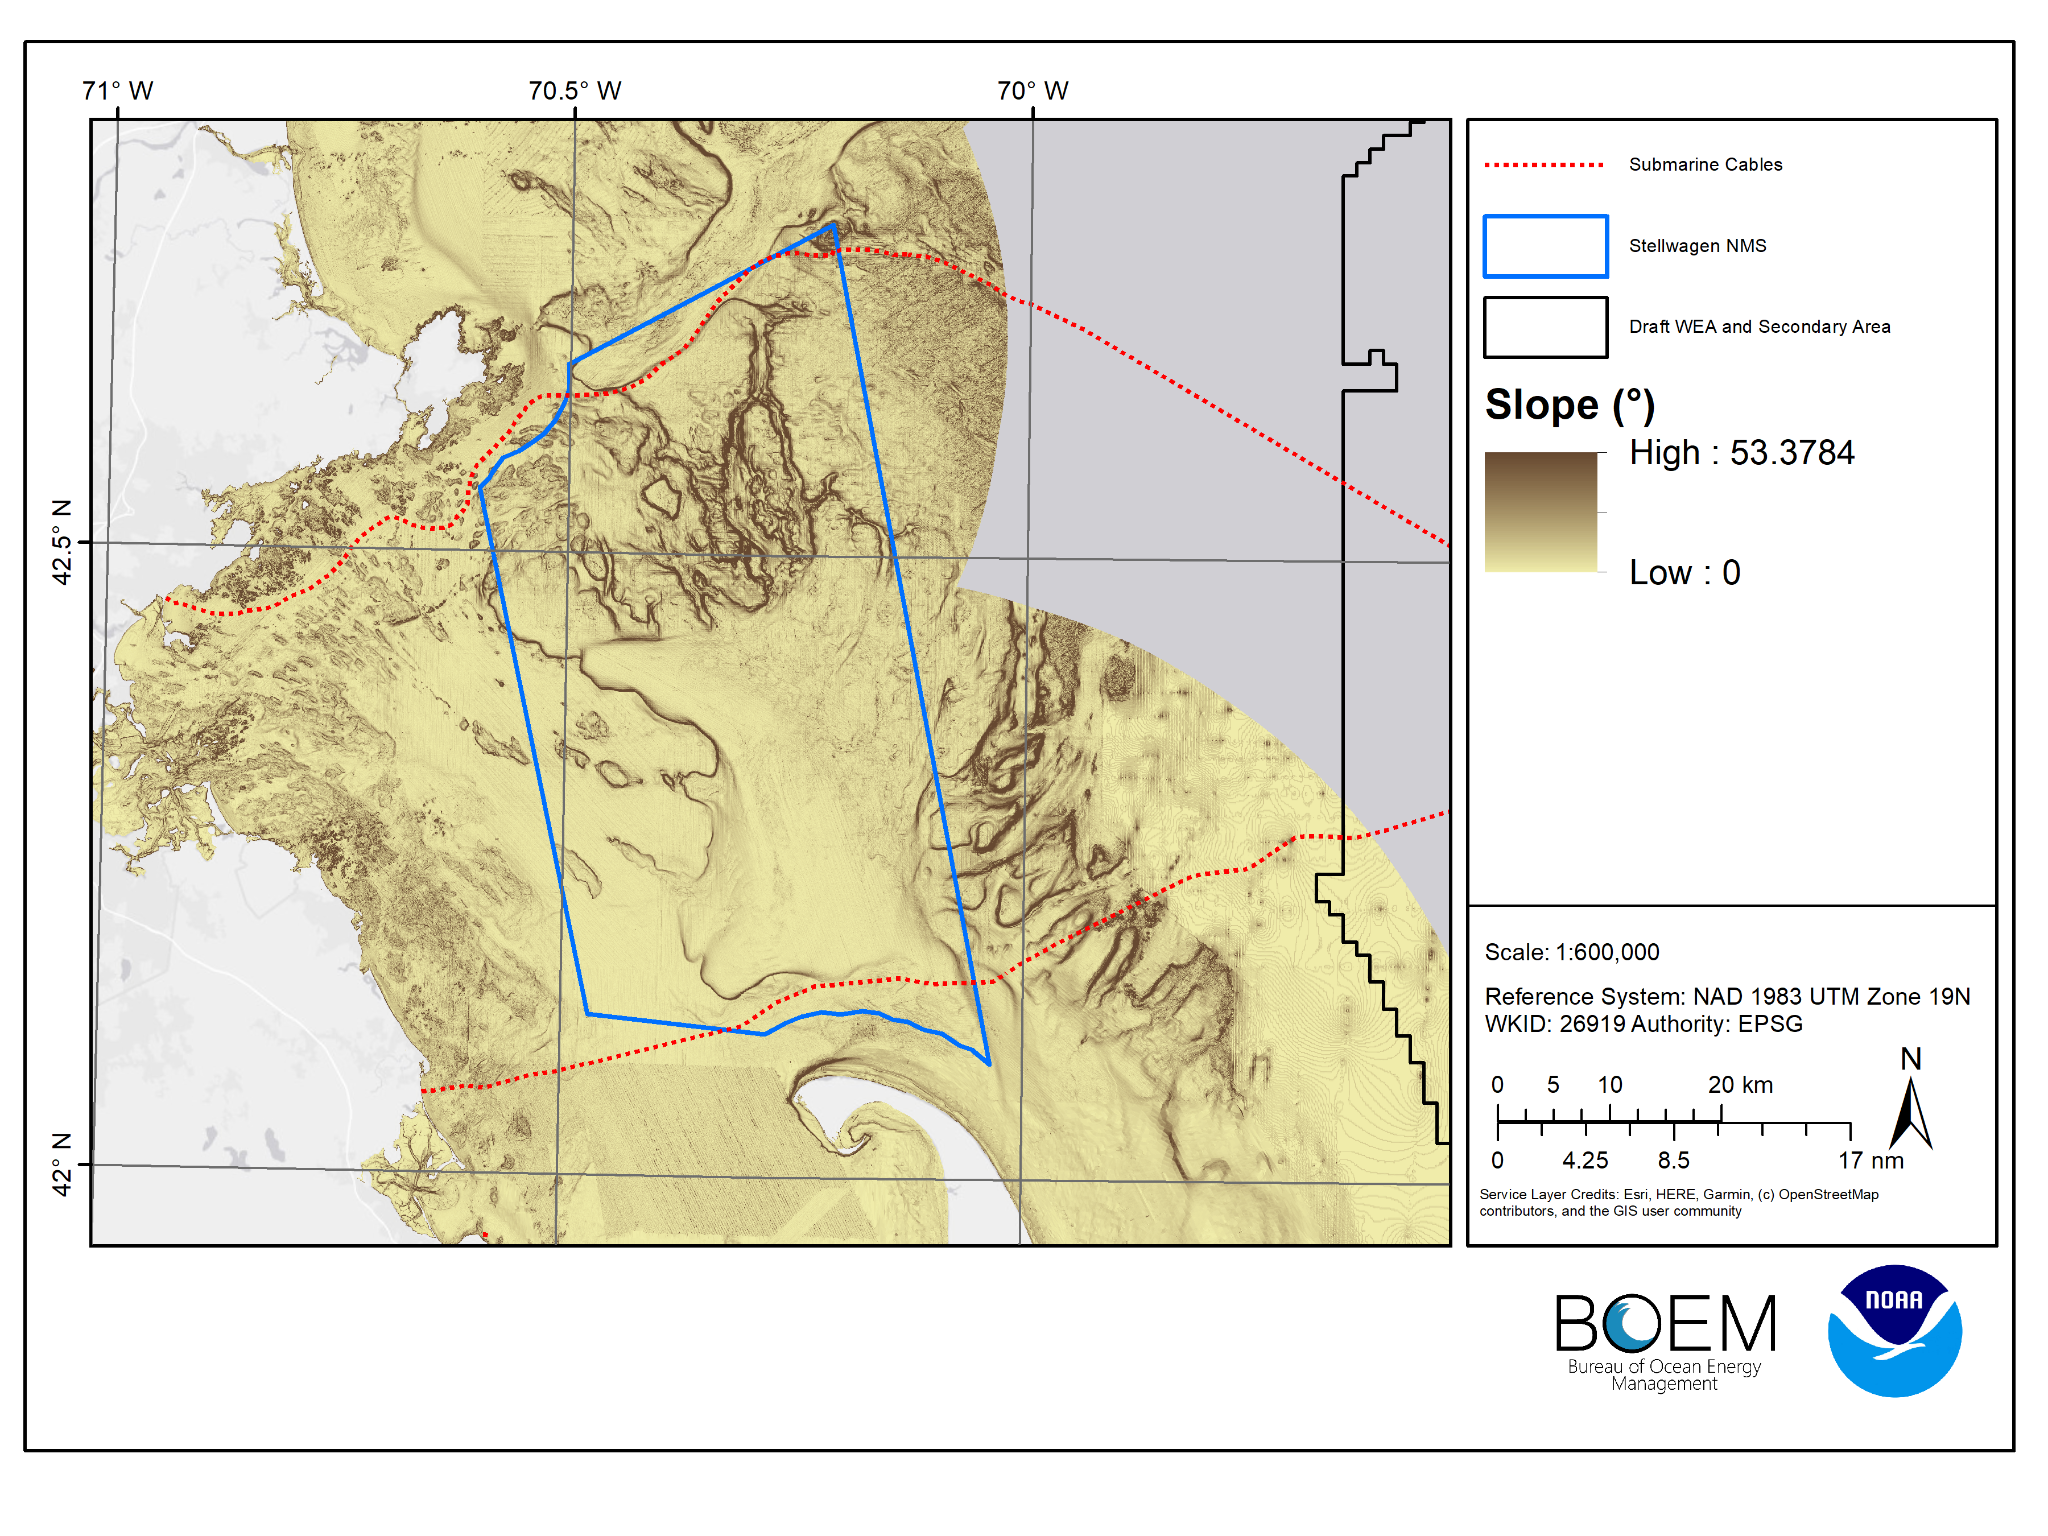 71° W
70.5° W
70° W
42.5° N
42° N
Submarine Cables
Stellwagen NMS
Draft WEA and Secondary Area
Slope (°)
High : 53.3784
Low : 0
Scale: 1:600,000
Reference System: NAD 1983 UTM Zone 19N
WKID: 26919 Authority: EPSG
N
0 5 10 20 km
0 4.25 8.5 17 nm
Service Layer Credits: Esri, HERE, Garmin, (c) OpenStreetMap
contributors, and the GIS user community
BOEM
Bureau of Ocean Energy
Management
NOAA